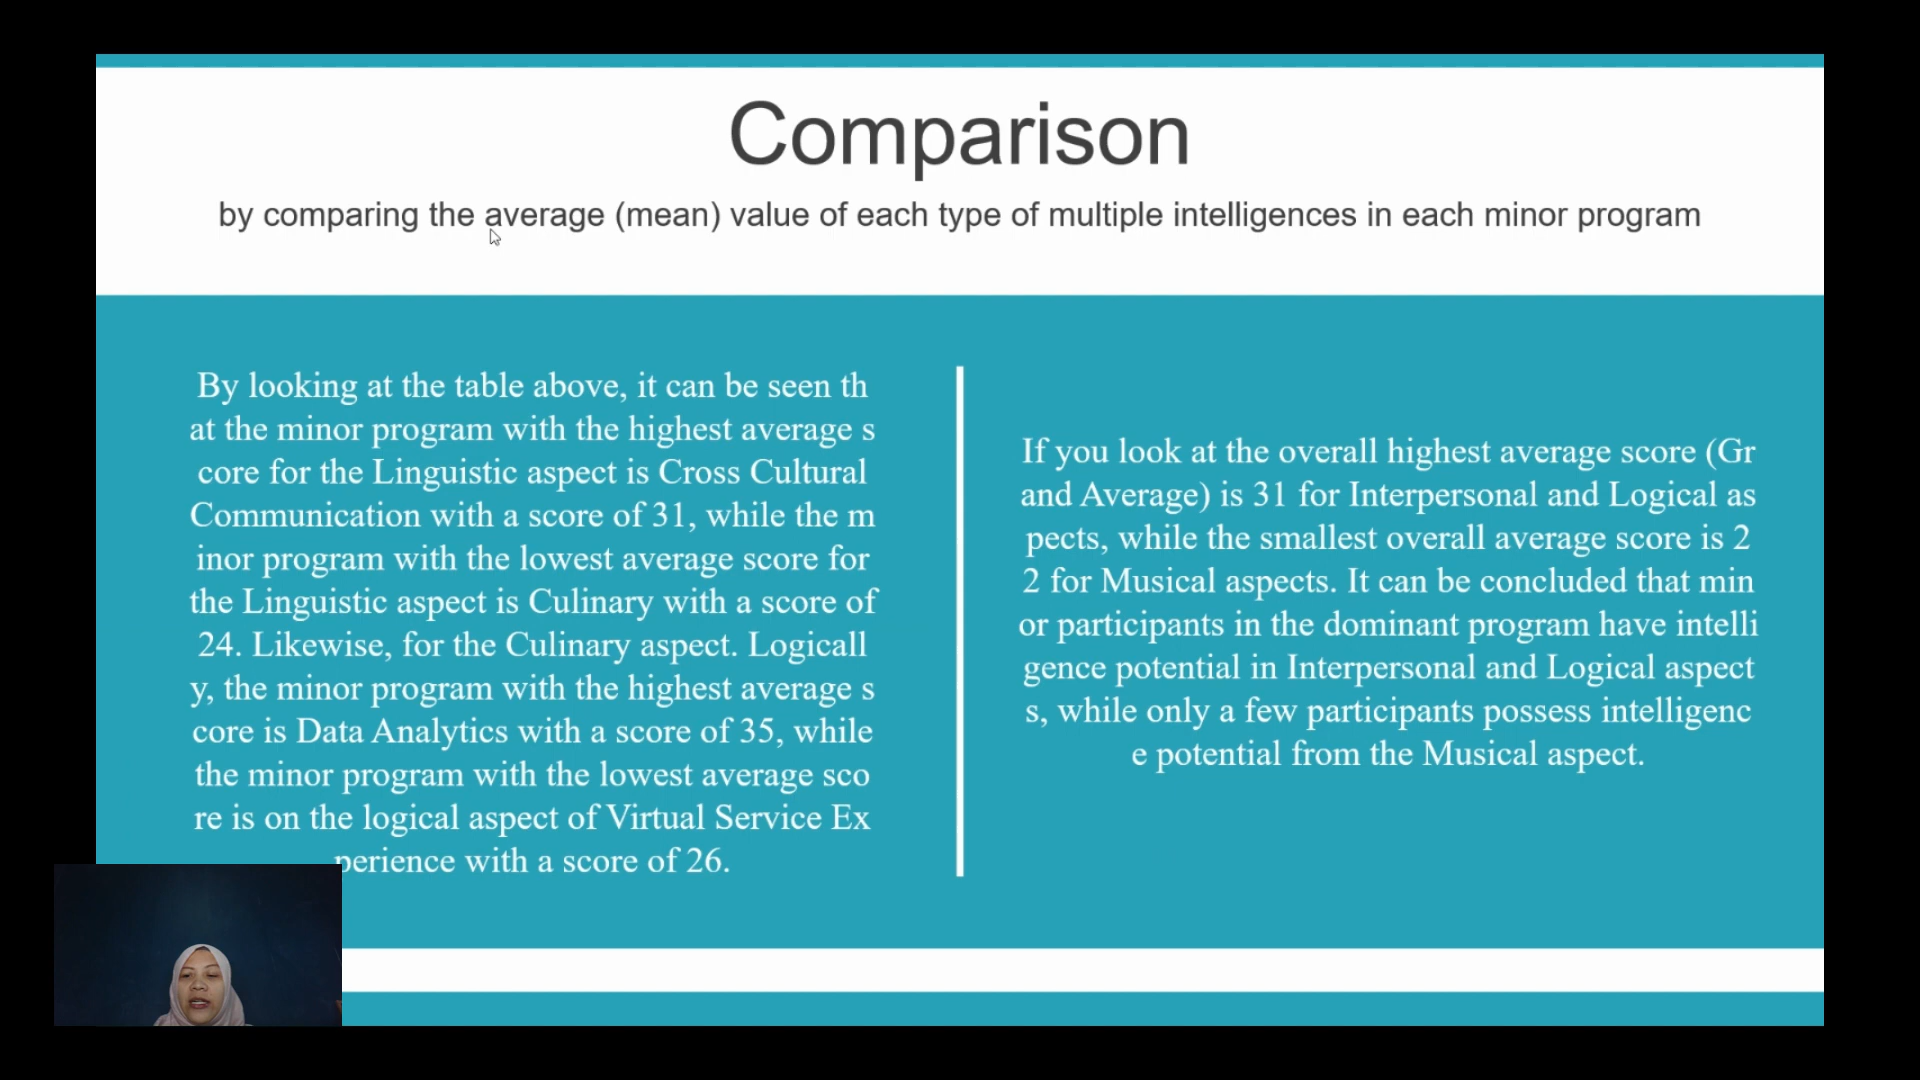 Comparison
by comparing the average (mean) value of each type of multiple intelligences in each minor program
By looking at the table above, it can be seen th
at the minor program with the highest average s
core for the Linguistic aspect is Cross Cultural
Communication with a score of 31, while the m
inor program with the lowest average score for
the Linguistic aspect is Culinary with a score of
24. Likewise, for the Culinary aspect. Logicall
y, the minor program with the highest average s
core is Data Analytics with a score of 35, while
the minor program with the lowest average sco
re is on the logical aspect of Virtual Service Ex
perience with a score of 26.
If you look at the overall highest average score (Gr
and Average) is 31 for Interpersonal and Logical as
pects, while the smallest overall average score is 2
2 for Musical aspects. It can be concluded that min
or participants in the dominant program have intelli
gence potential in Interpersonal and Logical aspect
s, while only a few participants possess intelligenc
e potential from the Musical aspect.